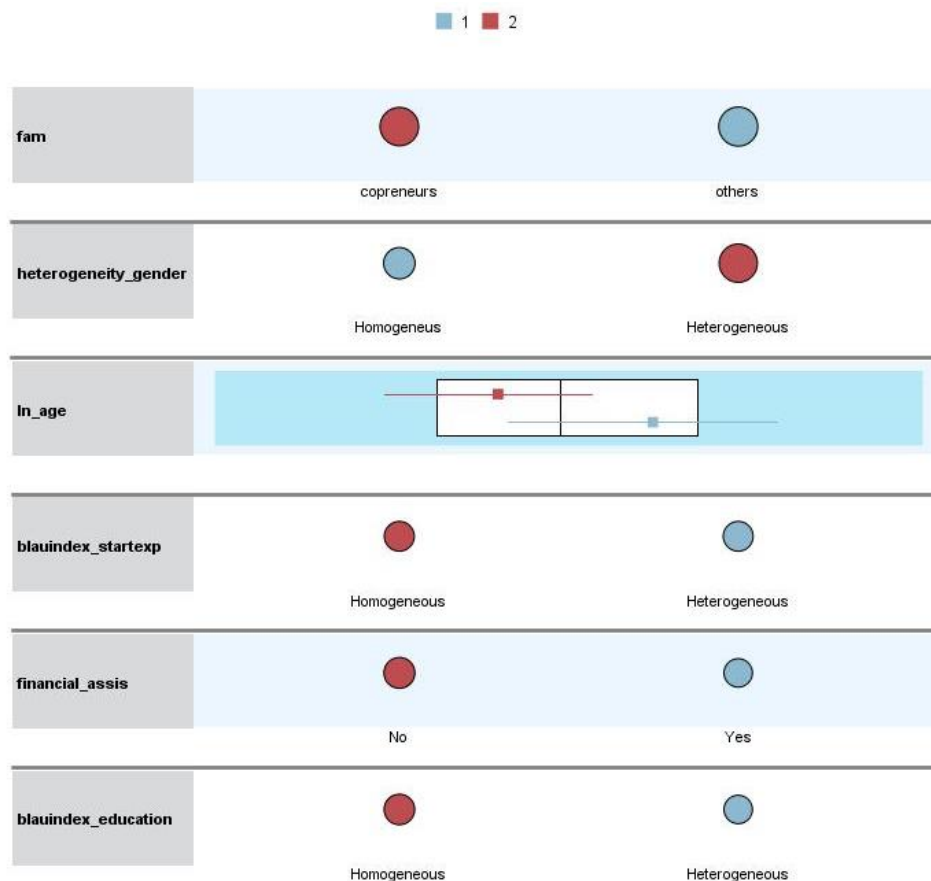 1 2
fam
copreneurs others
heterogeneity_gender
Homogeneus Heterogeneous
ln_age
blauindex_startexp
Homogeneous Heterogeneous
financial_assis
No Yes
blauindex_education
Homogeneous Heterogeneous